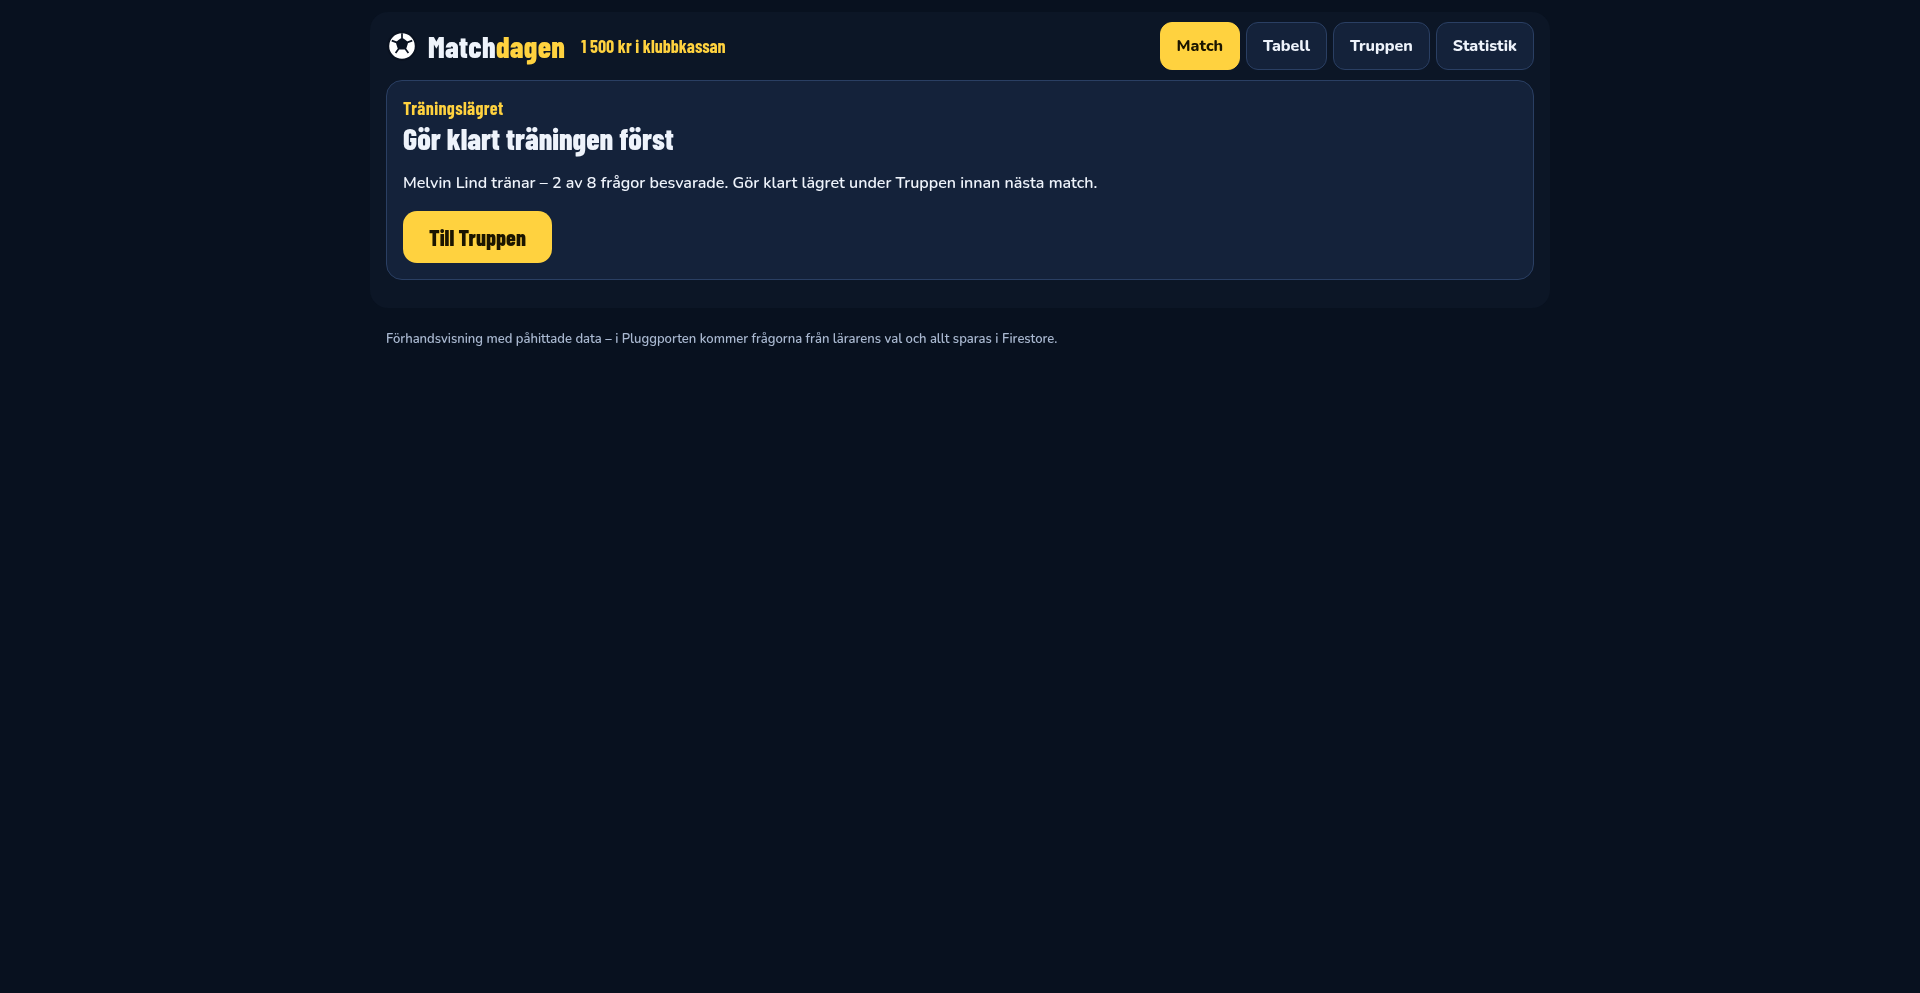 Matchdagen 1 500 kr i klubbkassan Match Tabell Truppen Statistik
Träningslägret
Gör klart träningen först
Melvin Lind tränar – 2 av 8 frågor besvarade. Gör klart lägret under Truppen innan nästa match.
Till Truppen
Förhandsvisning med påhittade data – i Pluggporten kommer frågorna från lärarens val och allt sparas i Firestore.